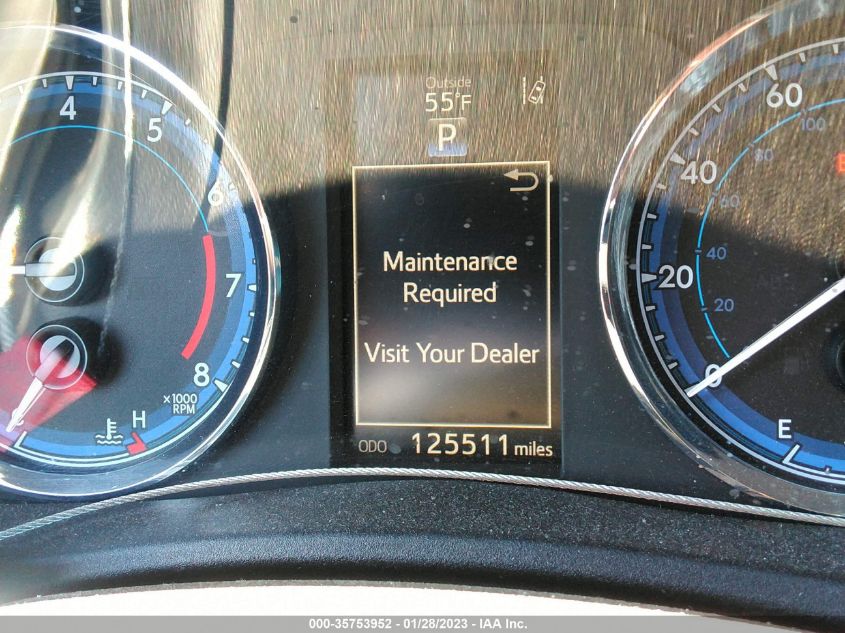 Outside
55°F
P
Maintenance
Required
Visit Your Dealer
ODO 125511 miles
4
5
6
7
8
x1000
RPM
H
0
20
40
60
20
40
60
80
100
E
000-35753952 - 01/28/2023 - IAA Inc.